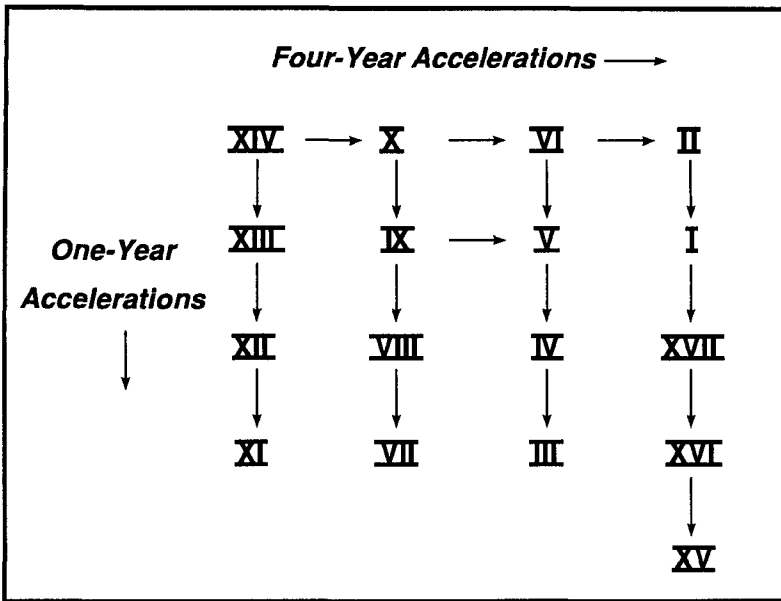 Four-Year Accelerations
XIV X VI II
XIII IX V I
One-Year
Accelerations
XII VIII IV XVII
XI VII III XVI
XV